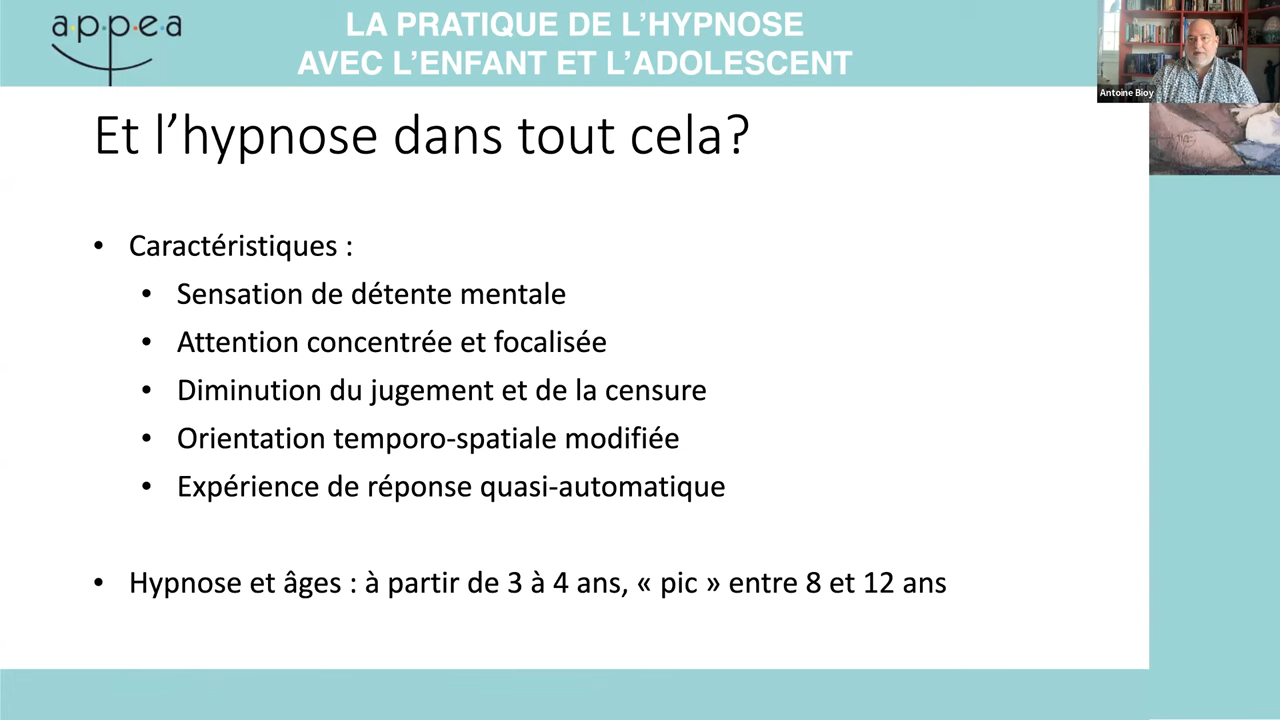 a·p·p·e·a
LA PRATIQUE DE L'HYPNOSE
AVEC L'ENFANT ET L'ADOLESCENT
Antoine Bioy
Et l'hypnose dans tout cela?
• Caractéristiques :
• Sensation de détente mentale
• Attention concentrée et focalisée
• Diminution du jugement et de la censure
• Orientation temporo-spatiale modifiée
• Expérience de réponse quasi-automatique
• Hypnose et âges : à partir de 3 à 4 ans, « pic » entre 8 et 12 ans